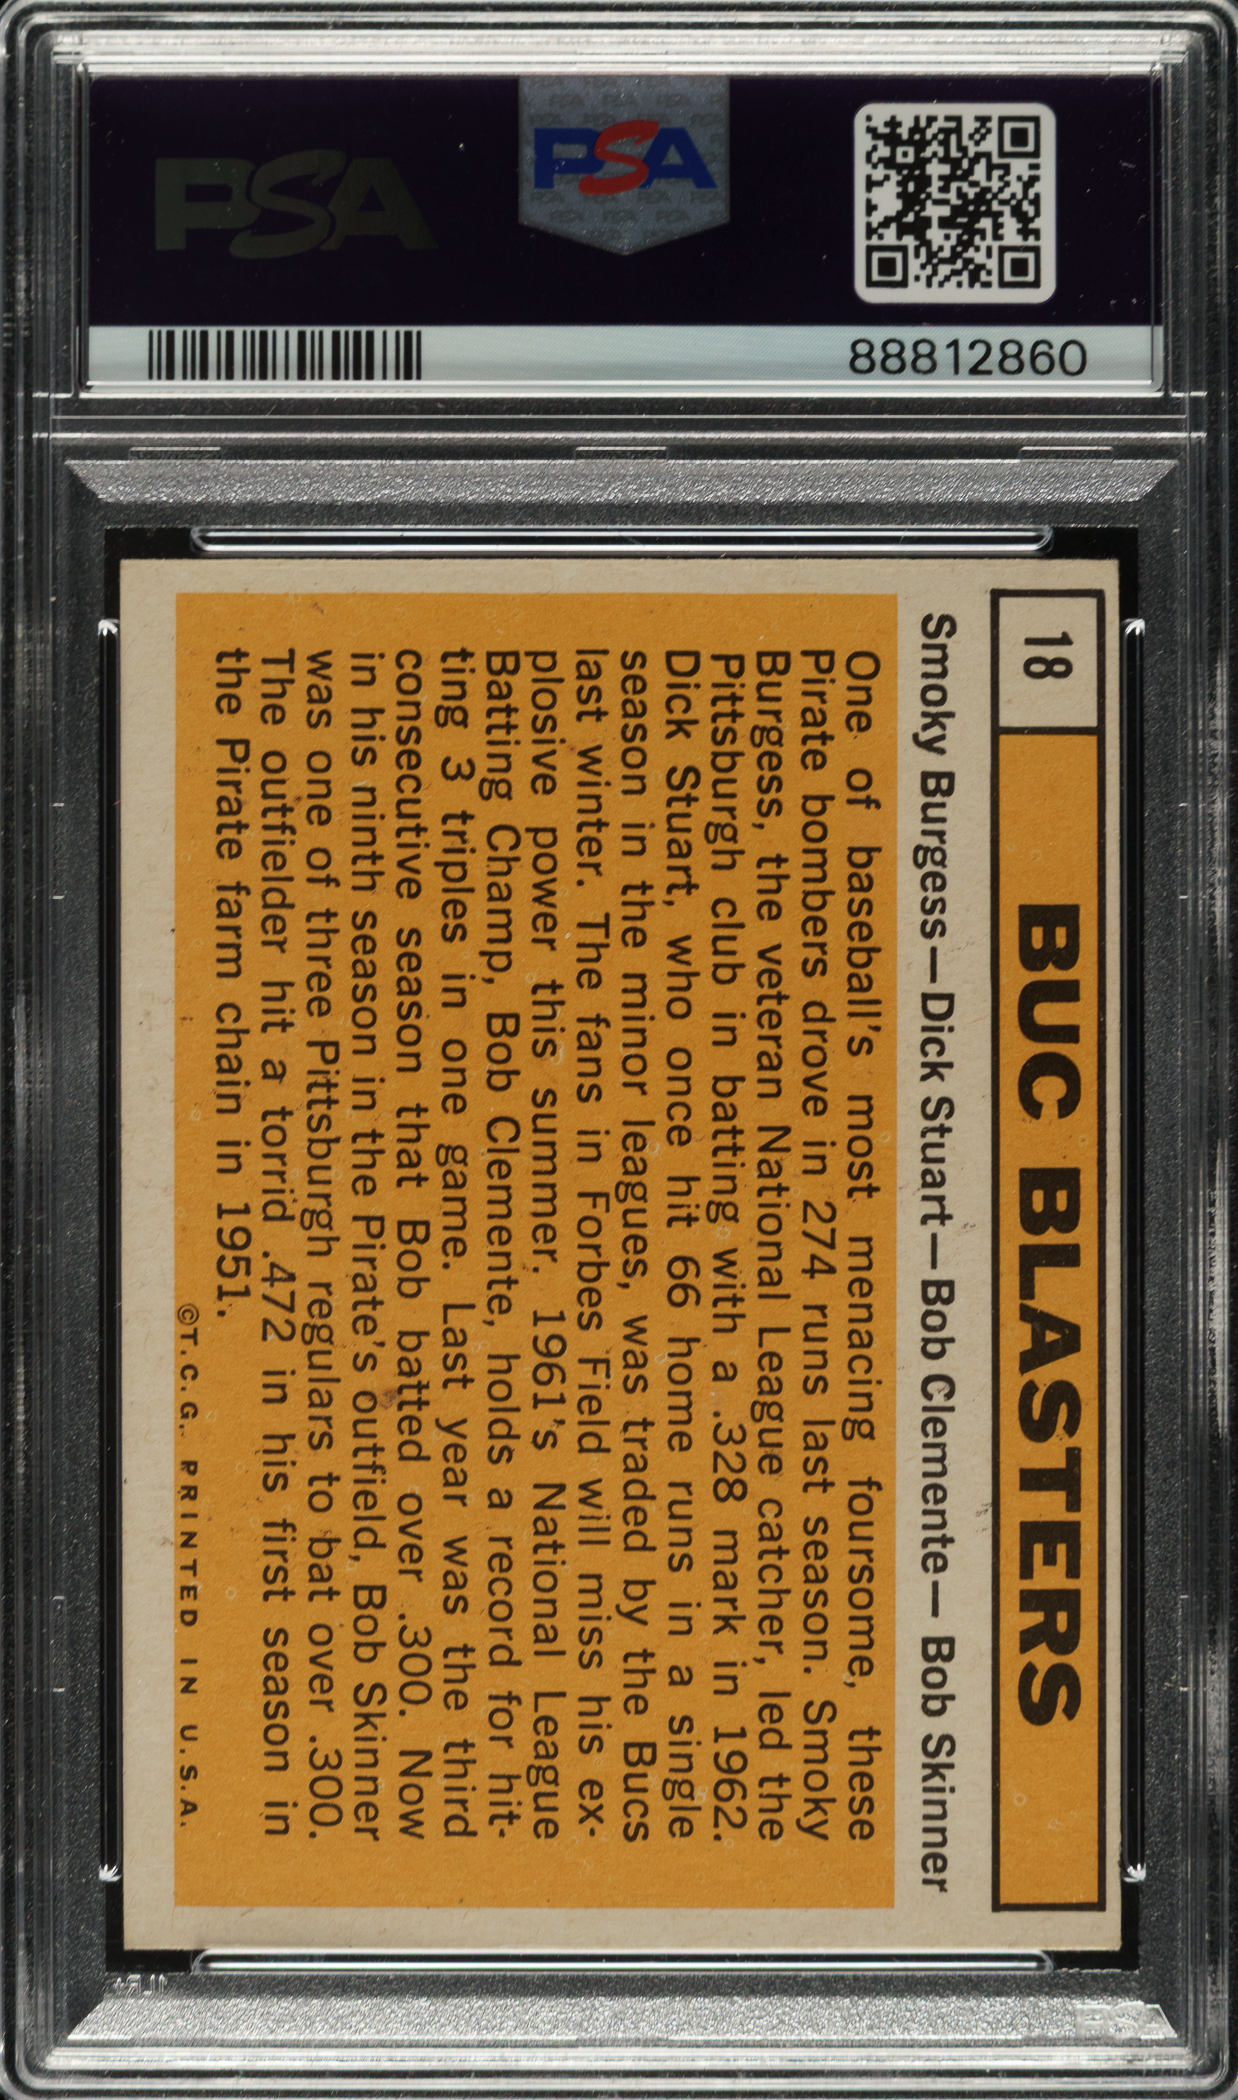 PSA
PSA
88812860
18
BUC BLASTERS
Smoky Burgess—Dick Stuart—Bob Clemente— Bob Skinner
One of baseball's most menacing foursome, these
Pirate bombers drove in 274 runs last season. Smoky
Burgess, the veteran National League catcher, led the
Pittsburgh club in batting with a .328 mark in 1962.
Dick Stuart, who once hit 66 home runs in a single
season in the minor leagues, was traded by the Bucs
last winter. The fans in Forbes Field will miss his ex-
plosive power this summer. 1961's National League
Batting Champ, Bob Clemente, holds a record for hit-
ting 3 triples in one game. Last year was the third
consecutive season that Bob batted over .300. Now
in his ninth season in the Pirate's outfield, Bob Skinner
was one of three Pittsburgh regulars to bat over .300.
The outfielder hit a torrid .472 in his first season in
the Pirate farm chain in 1951.
©T.C.G. PRINTED IN U.S.A.